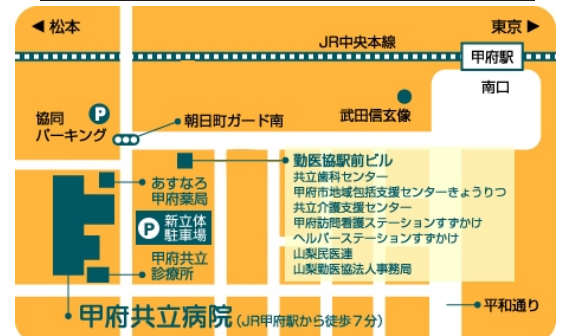 ◀ 松本
東京 ▶
JR中央本線
甲府駅
南口
協同
パーキング
P
朝日町ガード南
武田信玄像
勤医協駅前ビル
共立歯科センター
甲府市地域包括支援センターきょうりつ
共立介護支援センター
甲府訪問看護ステーションすずかけ
ヘルパーステーションすずかけ
山梨民医連
山梨勤医協法人事務局
あすなろ
甲府薬局
P 新立体
駐車場
甲府共立
診療所
甲府共立病院(JR甲府駅から徒歩7分)
平和通り